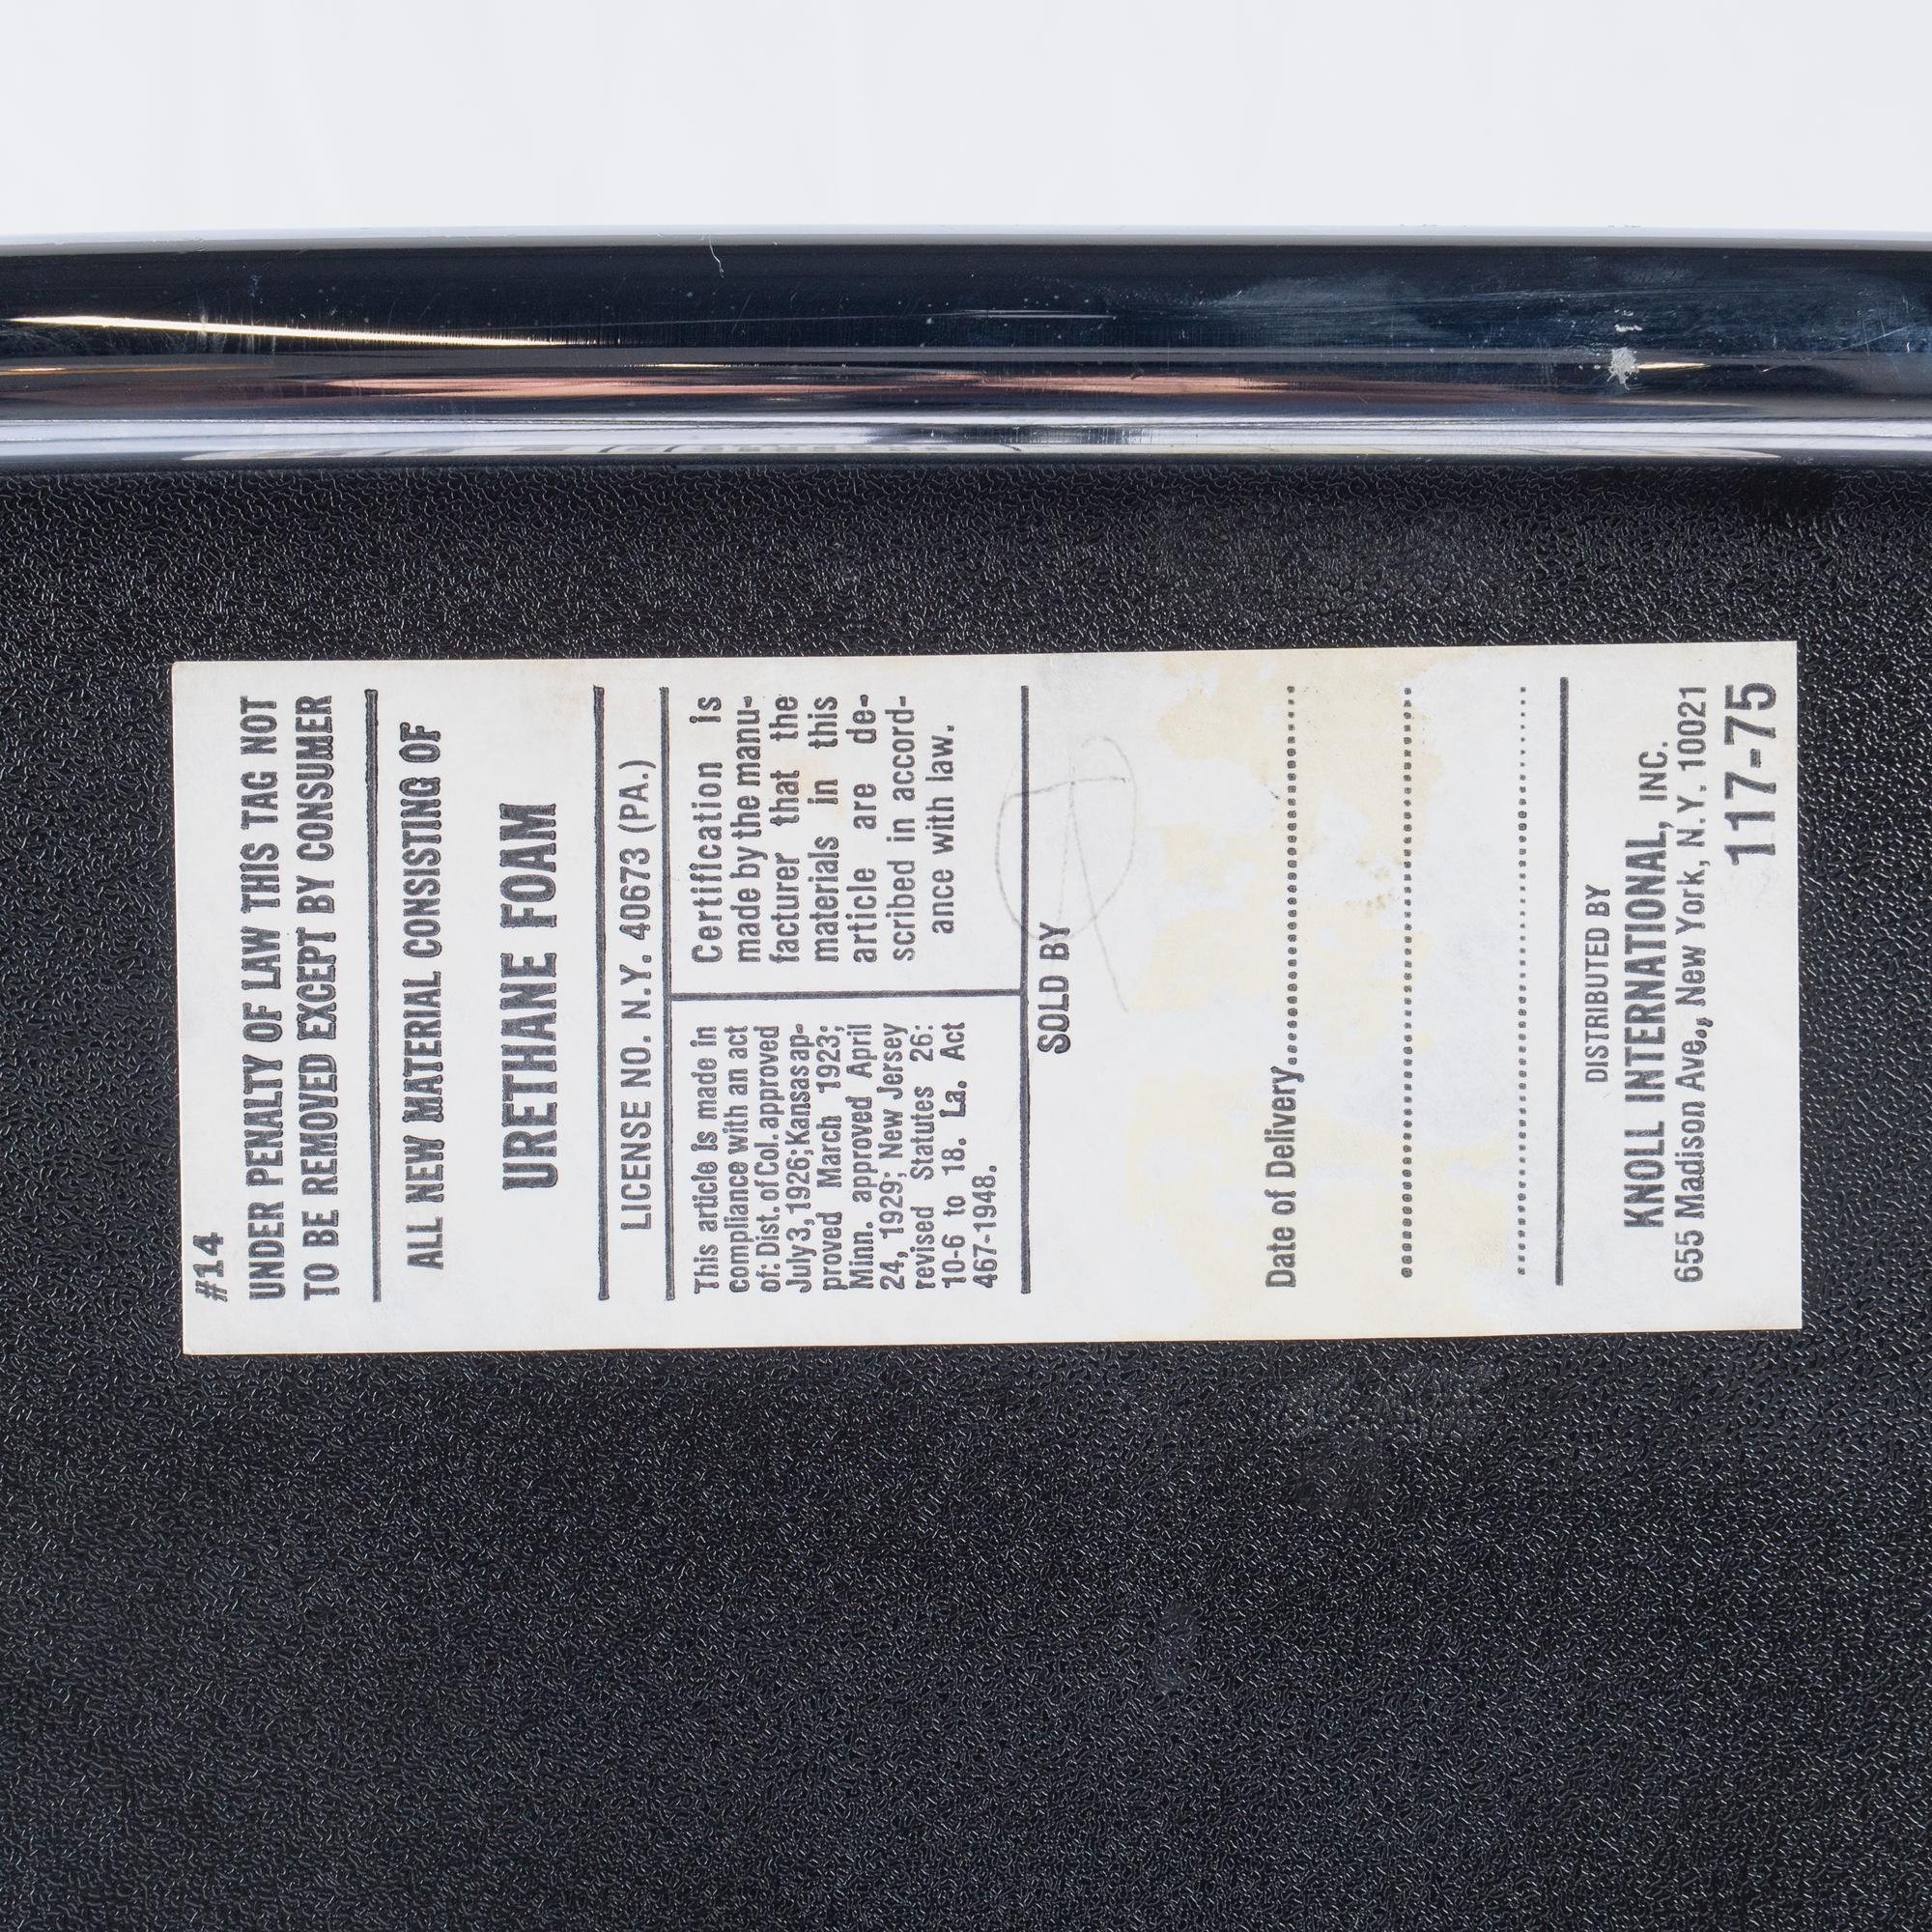 #14
UNDER PENALTY OF LAW THIS TAG NOT
TO BE REMOVED EXCEPT BY CONSUMER
ALL NEW MATERIAL CONSISTING OF
URETHANE FOAM
LICENSE NO. N.Y. 40673 (PA.)
This article is made in
compliance with an act
of: Dist. of Col. approved
July 3, 1926; Kansas ap-
proved March 1923;
Minn. approved April
24, 1929; New Jersey
revised Statutes 26:
10-6 to 18. La. Act
467-1948.
Certification is
made by the manu-
facturer that the
materials in this
article are de-
scribed in accord-
ance with law.
SOLD BY
Date of Delivery
DISTRIBUTED BY
KNOLL INTERNATIONAL, INC.
655 Madison Ave., New York, N.Y. 10021
117-75